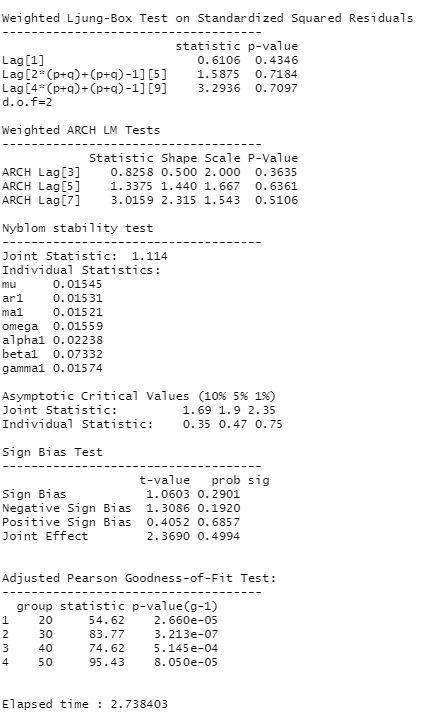 Weighted Ljung-Box Test on Standardized Squared Residuals
------------------------------------
                        statistic p-value
Lag[1]                     0.6106  0.4346
Lag[2*(p+q)+(p+q)-1][5]    1.5875  0.7184
Lag[4*(p+q)+(p+q)-1][9]    3.2936  0.7097
d.o.f=2
Weighted ARCH LM Tests
------------------------------------
            Statistic Shape Scale P-Value
ARCH Lag[3]    0.8258 0.500 2.000  0.3635
ARCH Lag[5]    1.3375 1.440 1.667  0.6361
ARCH Lag[7]    3.0159 2.315 1.543  0.5106
Nyblom stability test
------------------------------------
Joint Statistic:  1.114
Individual Statistics:
mu     0.01545
ar1    0.01531
ma1    0.01521
omega  0.01559
alpha1 0.02238
beta1  0.07332
gamma1 0.01574
Asymptotic Critical Values (10% 5% 1%)
Joint Statistic:         1.69 1.9 2.35
Individual Statistic:    0.35 0.47 0.75
Sign Bias Test
------------------------------------
                   t-value   prob sig
Sign Bias           1.0603 0.2901
Negative Sign Bias  1.3086 0.1920
Positive Sign Bias  0.4052 0.6857
Joint Effect        2.3690 0.4994
Adjusted Pearson Goodness-of-Fit Test:
------------------------------------
  group statistic p-value(g-1)
1    20     54.62    2.660e-05
2    30     83.77    3.213e-07
3    40     74.62    5.145e-04
4    50     95.43    8.050e-05
Elapsed time : 2.738403